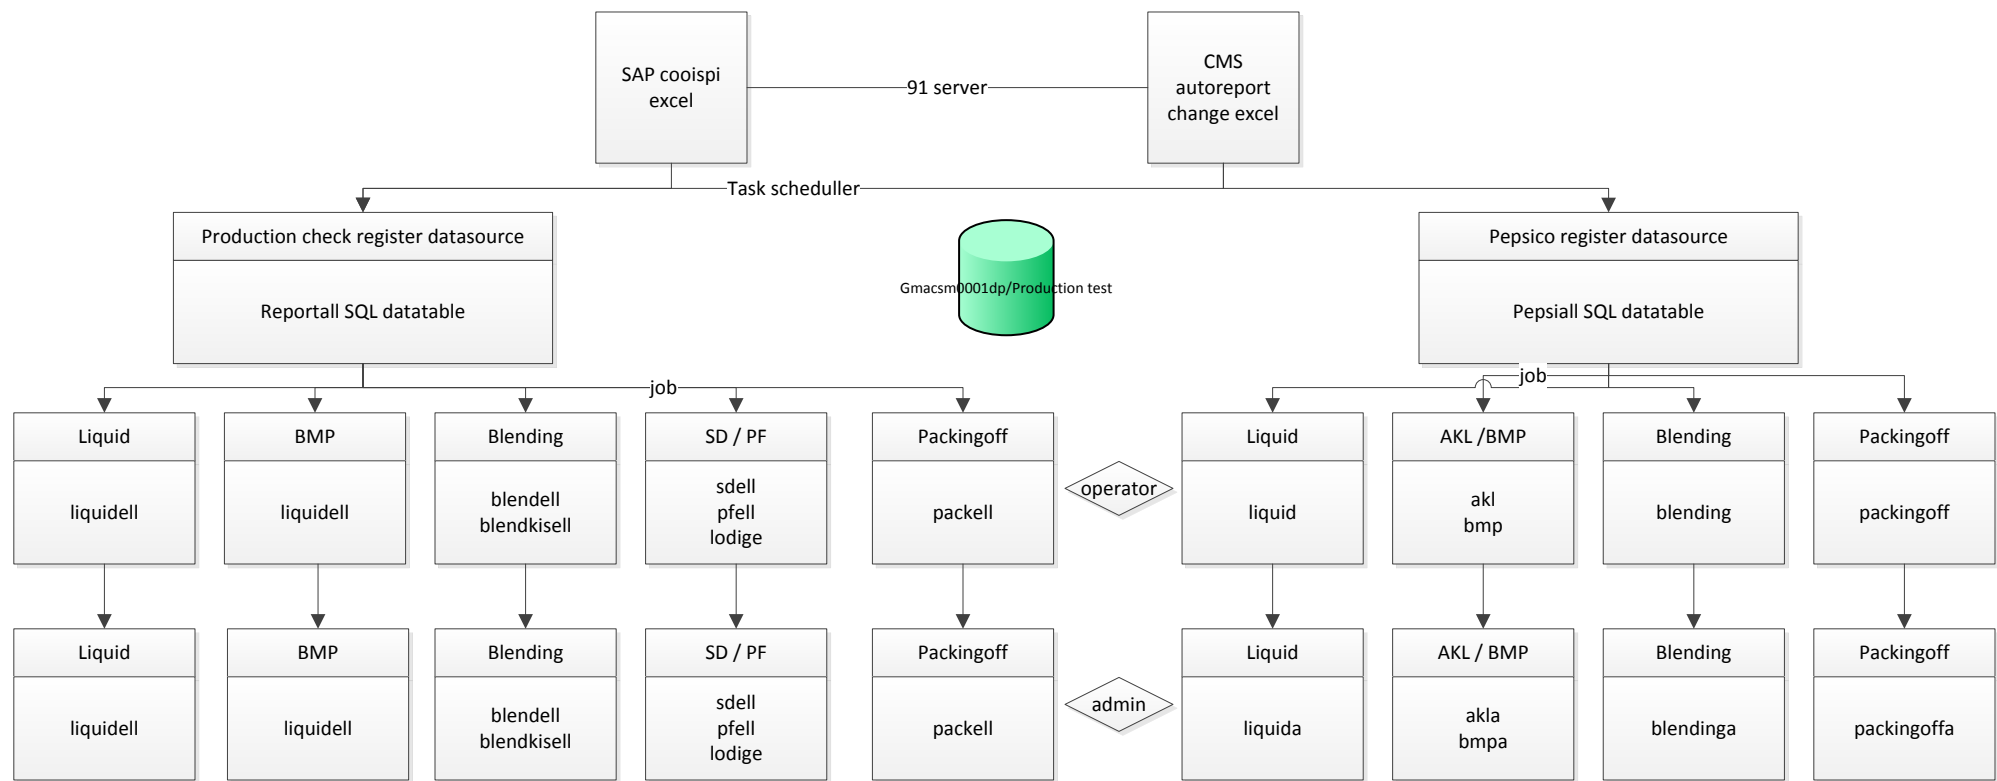 SAP cooispi
excel
91 server
CMS
autoreport
change excel
Task scheduller
Production check register datasource
Reportall SQL datatable
Gmacsm0001dp/Production test
Pepsico register datasource
Pepsiall SQL datatable
job
job
Liquid
liquidell
BMP
liquidell
Blending
blendell
blendkisell
SD / PF
sdell
pfell
lodige
Packingoff
packell
operator
Liquid
liquid
AKL /BMP
akl
bmp
Blending
blending
Packingoff
packingoff
Liquid
liquidell
BMP
liquidell
Blending
blendell
blendkisell
SD / PF
sdell
pfell
lodige
Packingoff
packell
admin
Liquid
liquida
AKL / BMP
akla
bmpa
Blending
blendinga
Packingoff
packingoffa